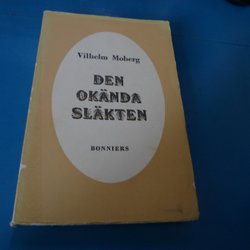 Vilhelm Moberg
DEN
OKÄNDA
SLÄKTEN
BONNIERS